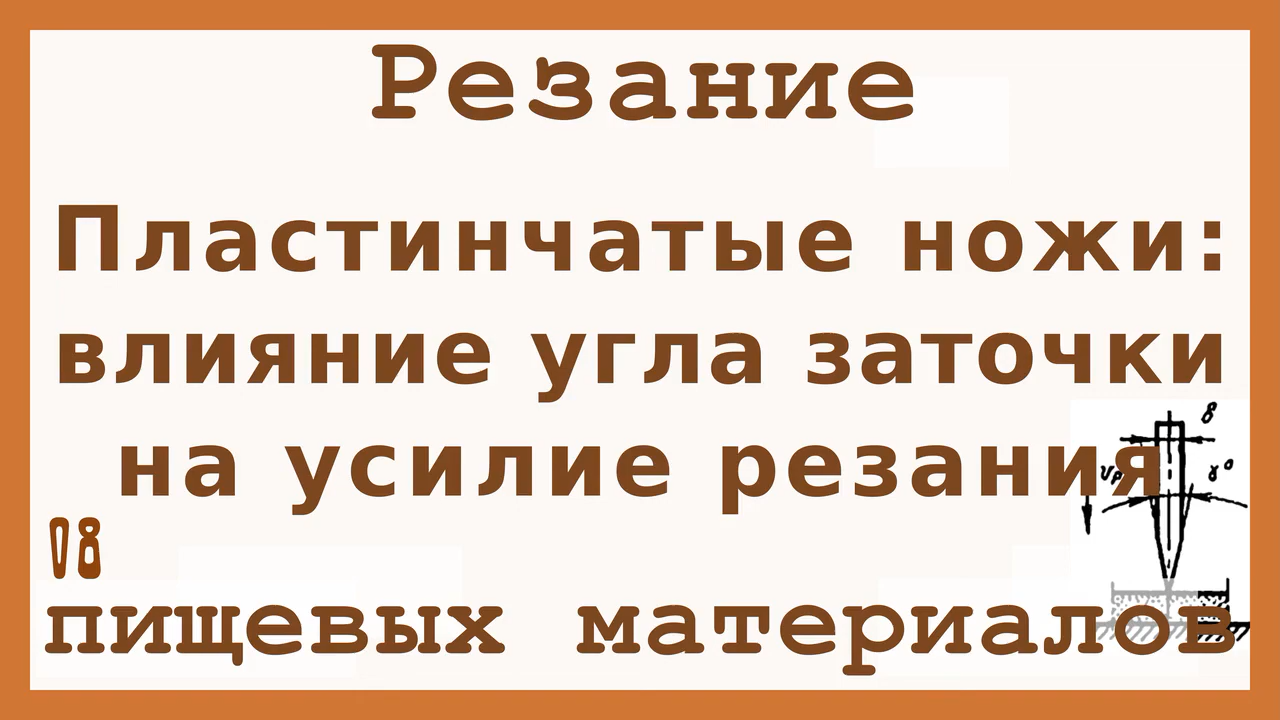 Резание
Пластинчатые ножи:
влияние угла заточки
на усилие резания
08
пищевых материалов